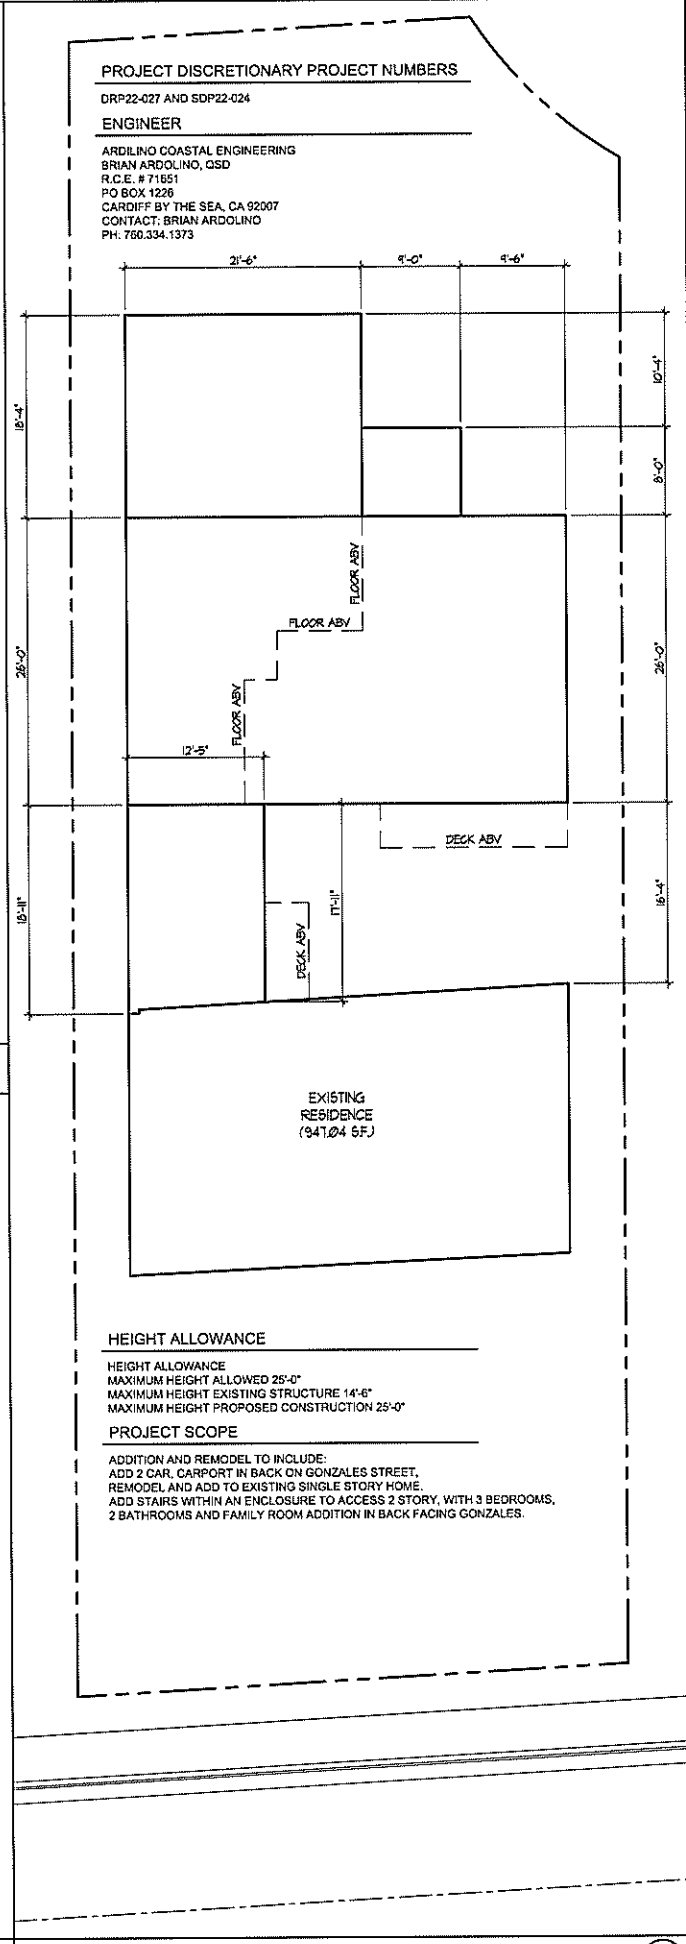 PROJECT DISCRETIONARY PROJECT NUMBERS
DRP22-027 AND SDP22-024
ENGINEER
ARDILINO COASTAL ENGINEERING
BRIAN ARDOLINO, QSD
R.C.E. # 71651
PO BOX 1226
CARDIFF BY THE SEA, CA 92007
CONTACT: BRIAN ARDOLINO
PH: 760.334.1373
21'-6" 9'-0" 9'-6"
10'-4"
18'-4"
8'-0"
FLOOR ABV
FLOOR ABV
26'-0"
26'-0"
FLOOR ABV
12'-5"
DECK ABV
18'-11"
17'-11"
16'-4"
DECK ABV
EXISTING
RESIDENCE
(947.04 S.F.)
HEIGHT ALLOWANCE
HEIGHT ALLOWANCE
MAXIMUM HEIGHT ALLOWED 25'-0"
MAXIMUM HEIGHT EXISTING STRUCTURE 14'-6"
MAXIMUM HEIGHT PROPOSED CONSTRUCTION 25'-0"
PROJECT SCOPE
ADDITION AND REMODEL TO INCLUDE:
ADD 2 CAR, CARPORT IN BACK ON GONZALES STREET,
REMODEL AND ADD TO EXISTING SINGLE STORY HOME.
ADD STAIRS WITHIN AN ENCLOSURE TO ACCESS 2 STORY, WITH 3 BEDROOMS,
2 BATHROOMS AND FAMILY ROOM ADDITION IN BACK FACING GONZALES.